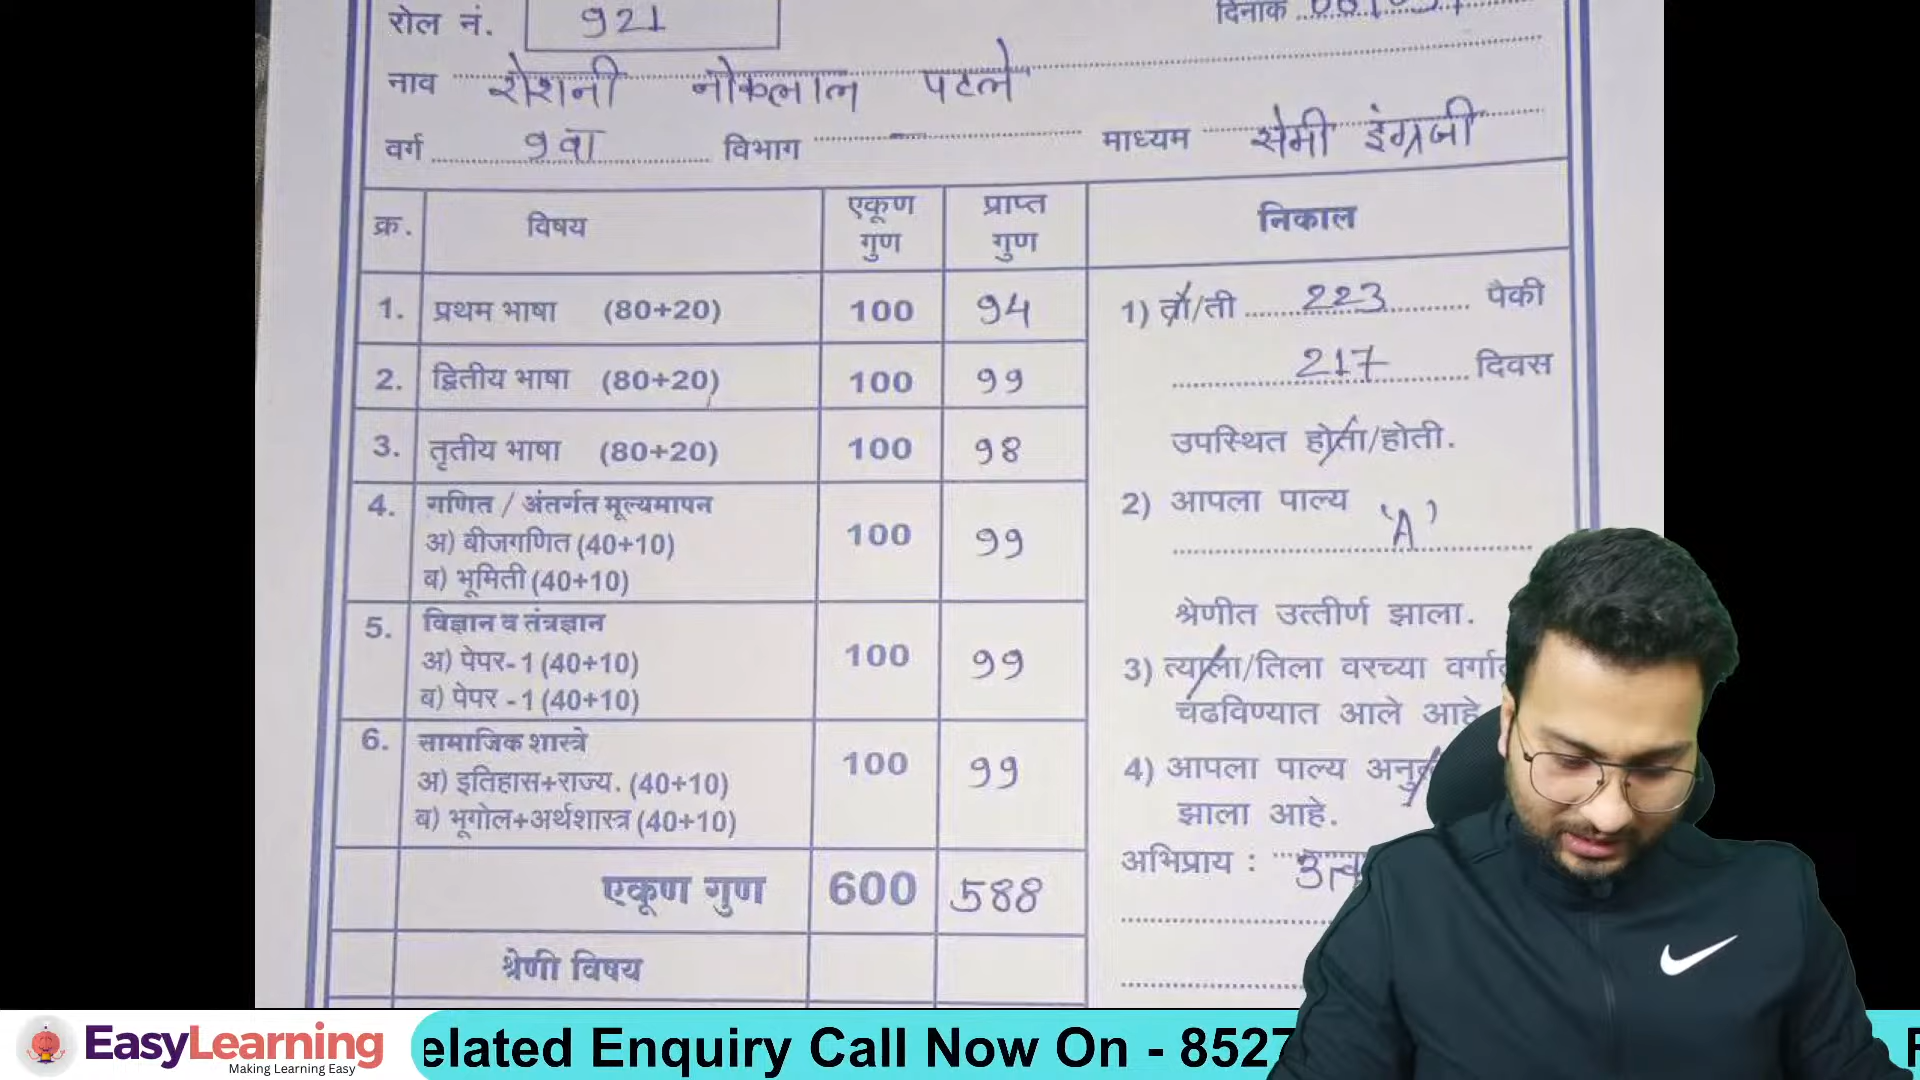 रोल नं. 921
दिनांक
नाव रोशनी नोकलाल पटले
वर्ग 9वा विभाग - माध्यम सेमी इंग्रजी
क्र. विषय एकूण गुण प्राप्त गुण निकाल
1. प्रथम भाषा (80+20) 100 94
2. द्वितीय भाषा (80+20) 100 99
3. तृतीय भाषा (80+20) 100 98
4. गणित / अंतर्गत मूल्यमापन 100 99
अ) बीजगणित (40+10)
ब) भूमिती (40+10)
5. विज्ञान व तंत्रज्ञान 100 99
अ) पेपर-1 (40+10)
ब) पेपर -1 (40+10)
6. सामाजिक शास्त्रे 100 99
अ) इतिहास+राज्य. (40+10)
ब) भूगोल+अर्थशास्त्र (40+10)
एकूण गुण 600 588
श्रेणी विषय
1) तो/ती 223 पैकी
217 दिवस
उपस्थित होता/होती.
2) आपला पाल्य
'A'
श्रेणीत उत्तीर्ण झाला.
3) त्याला/तिला वरच्या
चढविण्यात आले आहे
4) आपला पाल्य
झाला आहे.
अभिप्राय :
EasyLearning
Making Learning Easy
elated Enquiry Call Now On - 8527